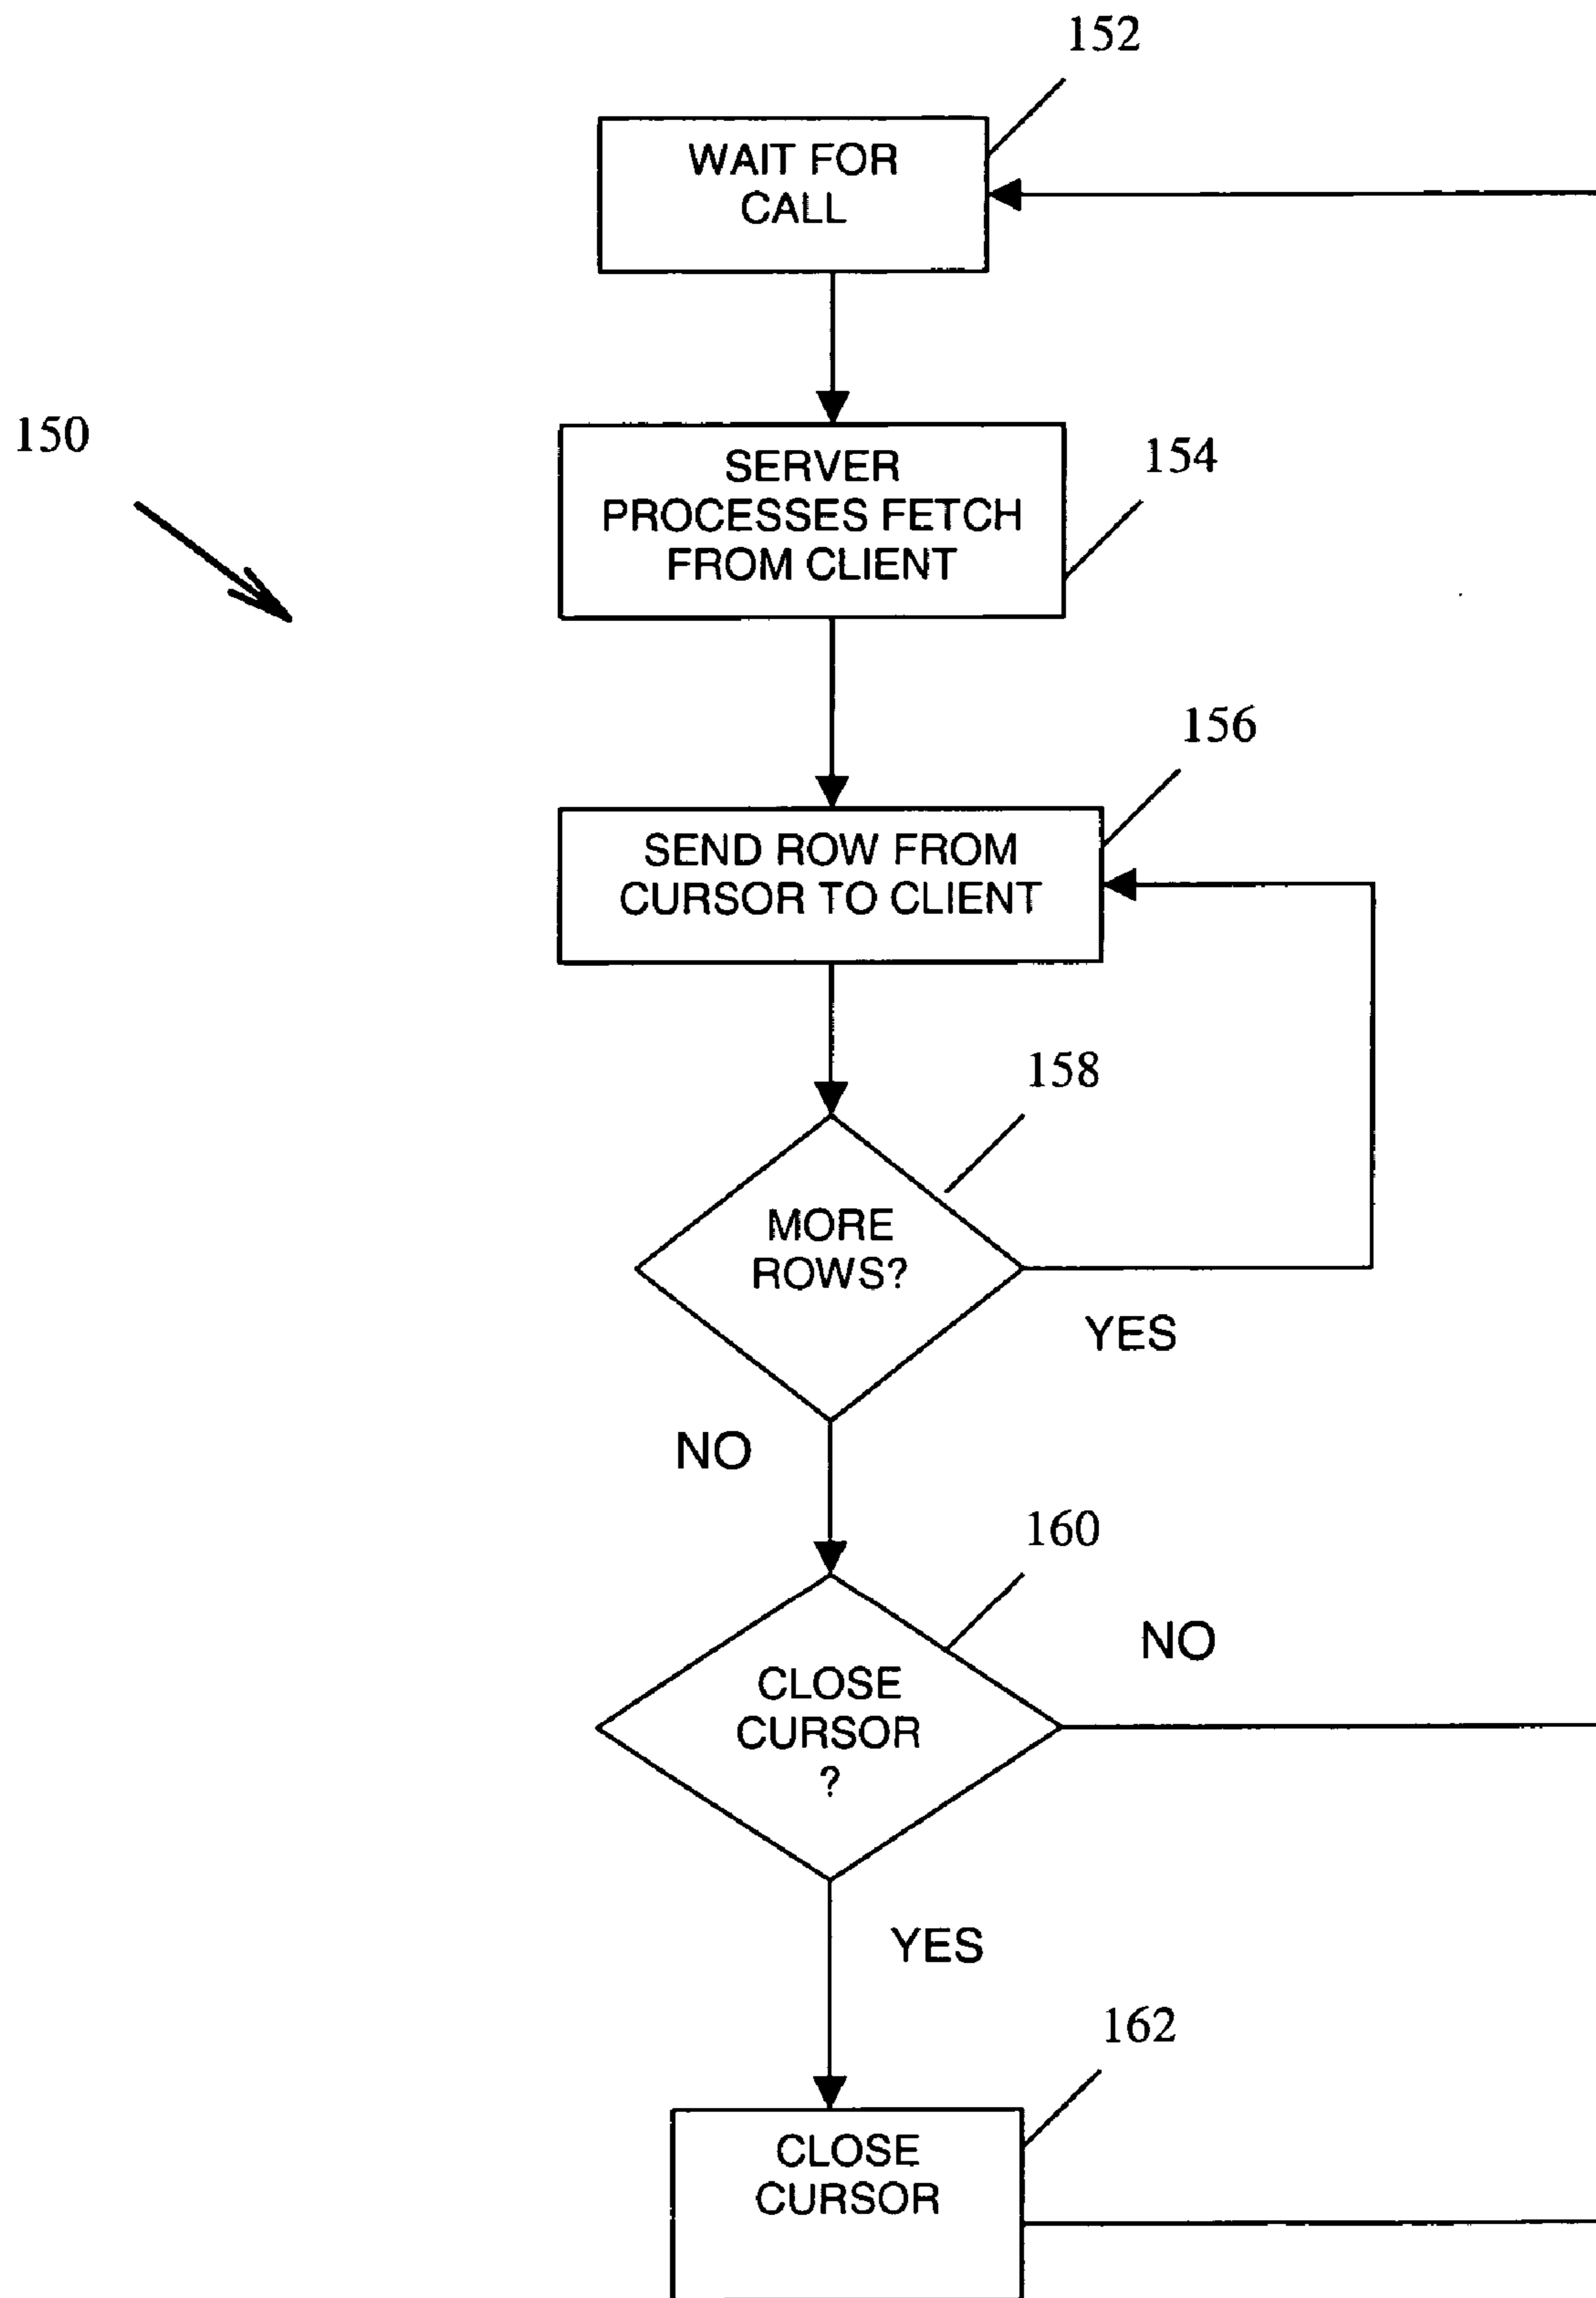 152
WAIT FOR
CALL
150
SERVER
PROCESSES FETCH
FROM CLIENT
154
156
SEND ROW FROM
CURSOR TO CLIENT
158
MORE
ROWS?
YES
NO
160
NO
CLOSE
CURSOR
?
YES
162
CLOSE
CURSOR